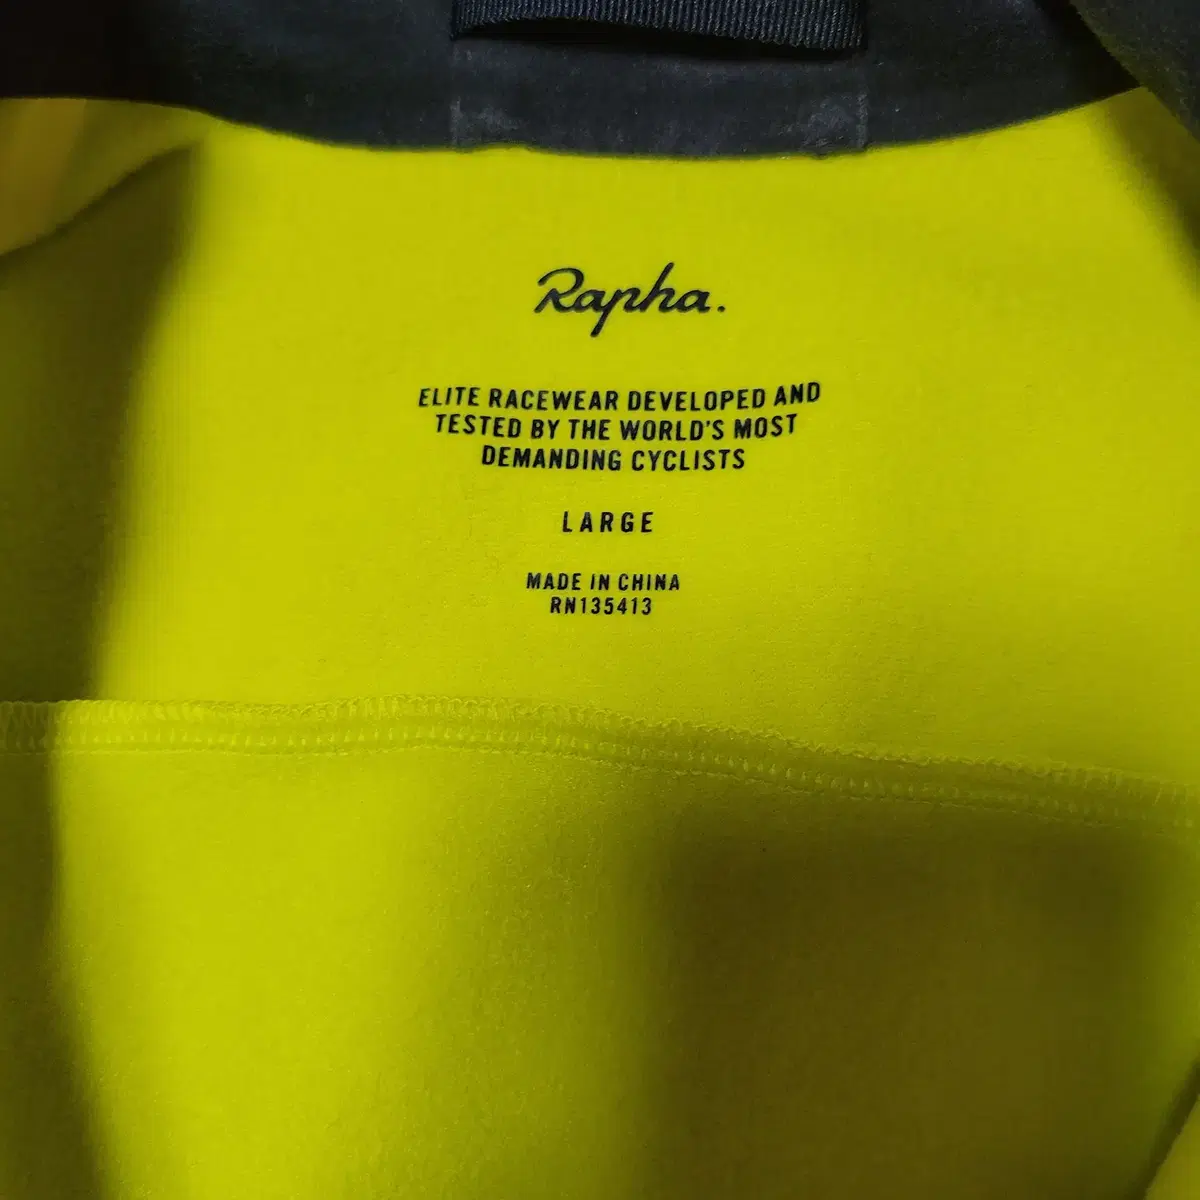 Rapha.
ELITE RACEWEAR DEVELOPED AND
TESTED BY THE WORLD'S MOST
DEMANDING CYCLISTS
LARGE
MADE IN CHINA
RN135413